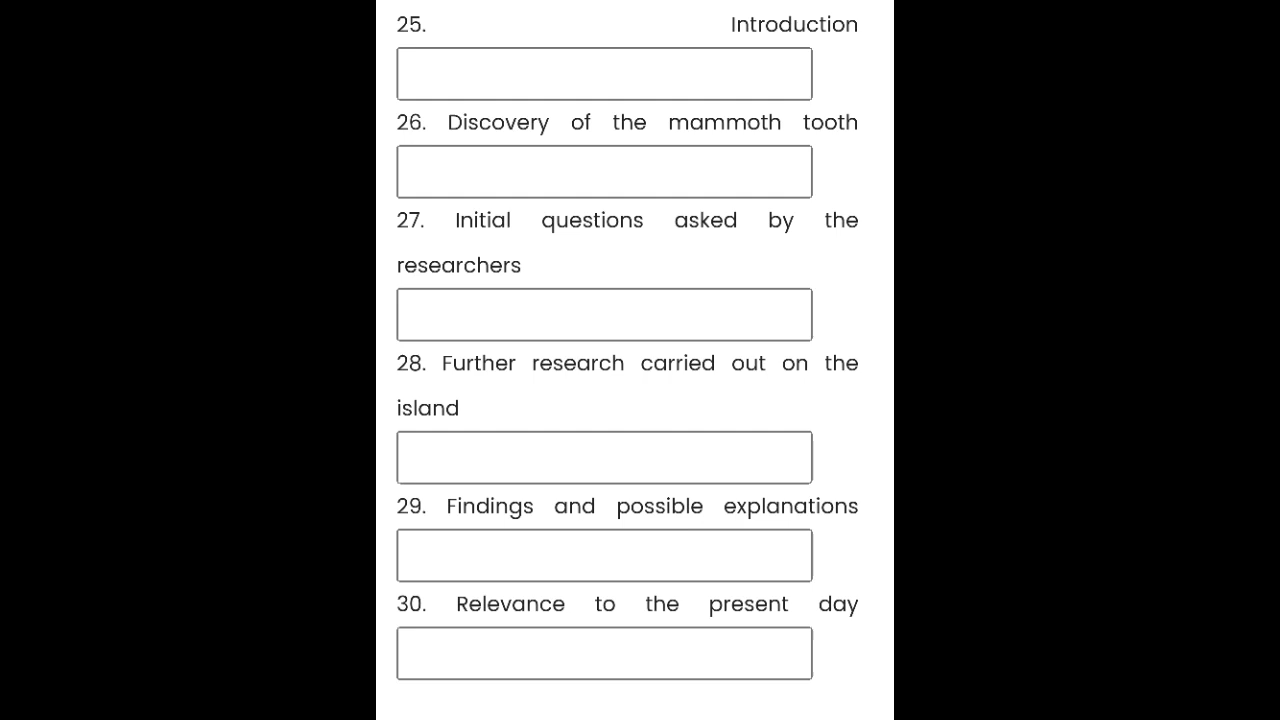 25. Introduction
26. Discovery of the mammoth tooth
27. Initial questions asked by the
researchers
28. Further research carried out on the
island
29. Findings and possible explanations
30. Relevance to the present day